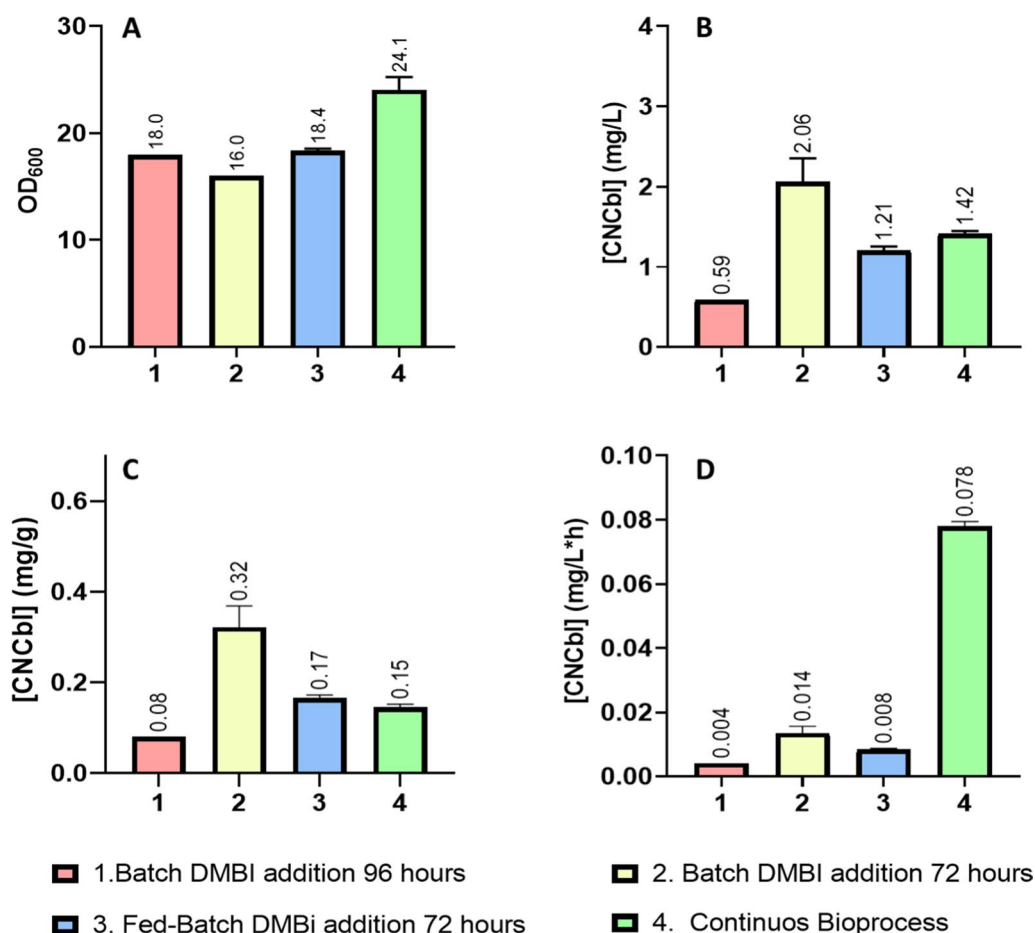 A
30
20
10
0
OD600
18.0
16.0
18.4
24.1
1 2 3 4
B
4
3
2
1
0
[CNCbl] (mg/L)
0.59
2.06
1.21
1.42
1 2 3 4
C
0.6
0.4
0.2
0.0
[CNCbl] (mg/g)
0.08
0.32
0.17
0.15
1 2 3 4
D
0.10
0.08
0.06
0.04
0.02
0.00
[CNCbl] (mg/L*h)
0.004
0.014
0.008
0.078
1 2 3 4
1.Batch DMBI addition 96 hours
2. Batch DMBI addition 72 hours
3. Fed-Batch DMBi addition 72 hours
4. Continuos Bioprocess